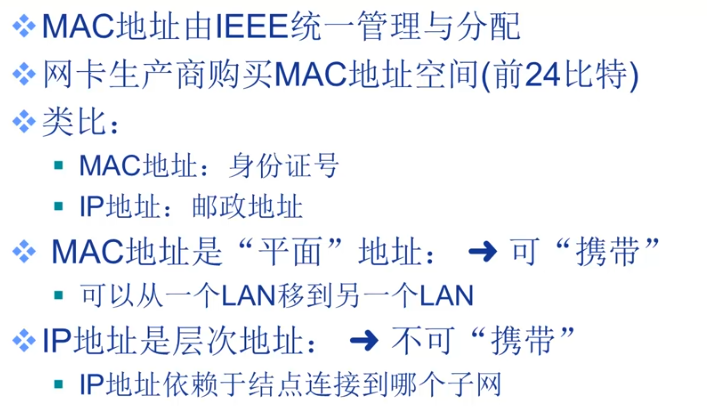 MAC地址由IEEE统一管理与分配
网卡生产商购买MAC地址空间(前24比特)
类比：
MAC地址：身份证号
IP地址：邮政地址
MAC地址是“平面”地址： ➔ 可“携带”
可以从一个LAN移到另一个LAN
IP地址是层次地址： ➔ 不可“携带”
IP地址依赖于结点连接到哪个子网